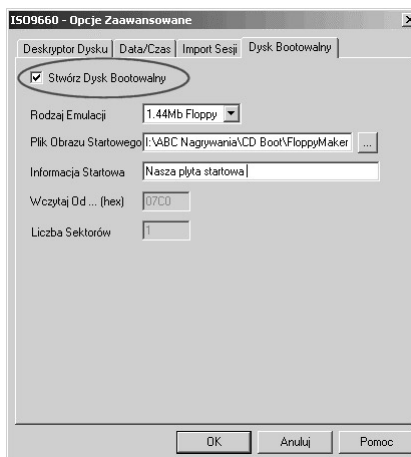 ISO9660 - Opcje Zaawansowane
Deskryptor Dysku Data/Czas Import Sesji Dysk Bootowalny
Stwórz Dysk Bootowalny
Rodzaj Emulacji 1.44Mb Floppy
Plik Obrazu Startowego I:\ABC Nagrywania\CD Boot\FloppyMaker ...
Informacja Startowa Nasza płyta startowa
Wczytaj Od ... (hex) 07C0
Liczba Sektorów 1
OK Anuluj Pomoc